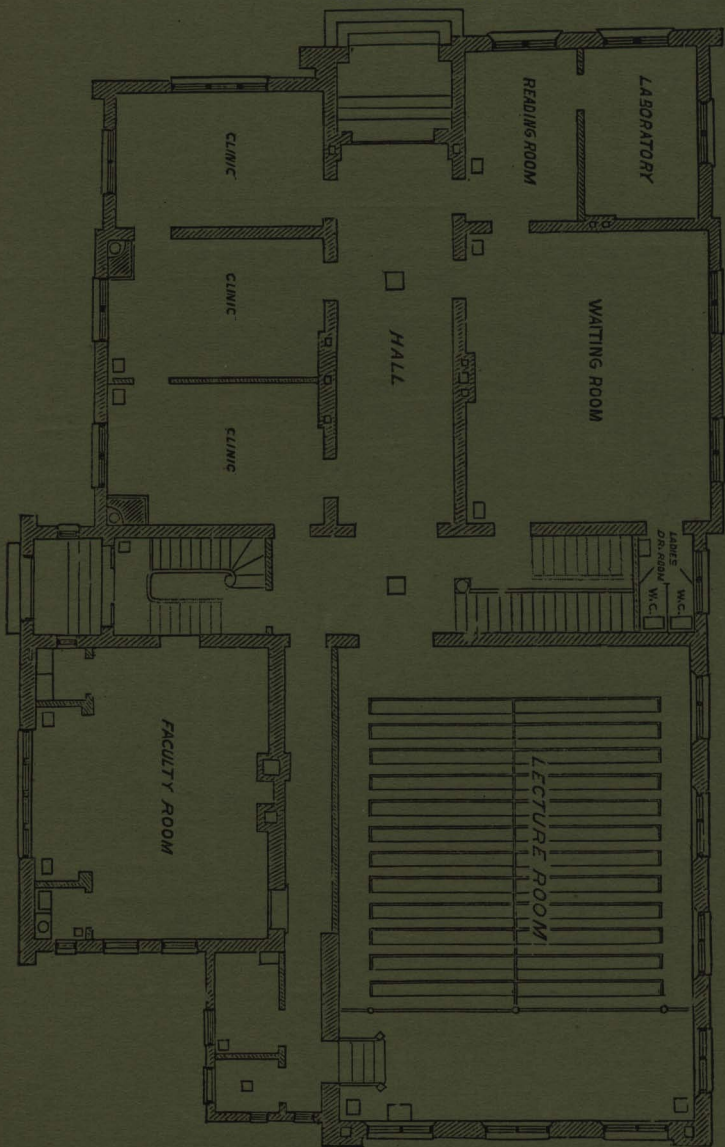 LABORATORY
READING ROOM
WAITING ROOM
CLINIC
CLINIC
CLINIC
HALL
LADIES
DR. ROOM
W.C.
W.C.
LECTURE ROOM
FACULTY ROOM